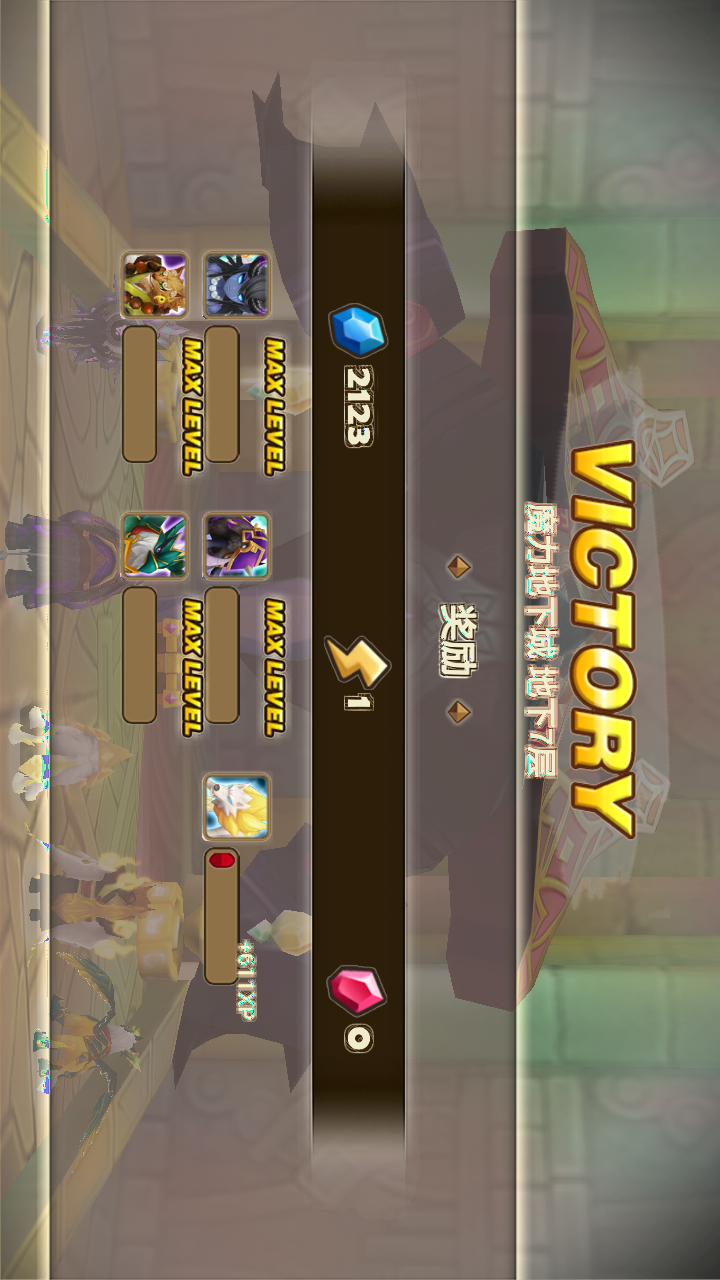 VICTORY
魔力地下城 地下7层
奖励
2123
1
0
MAX LEVEL
MAX LEVEL
+611XP
MAX LEVEL
MAX LEVEL